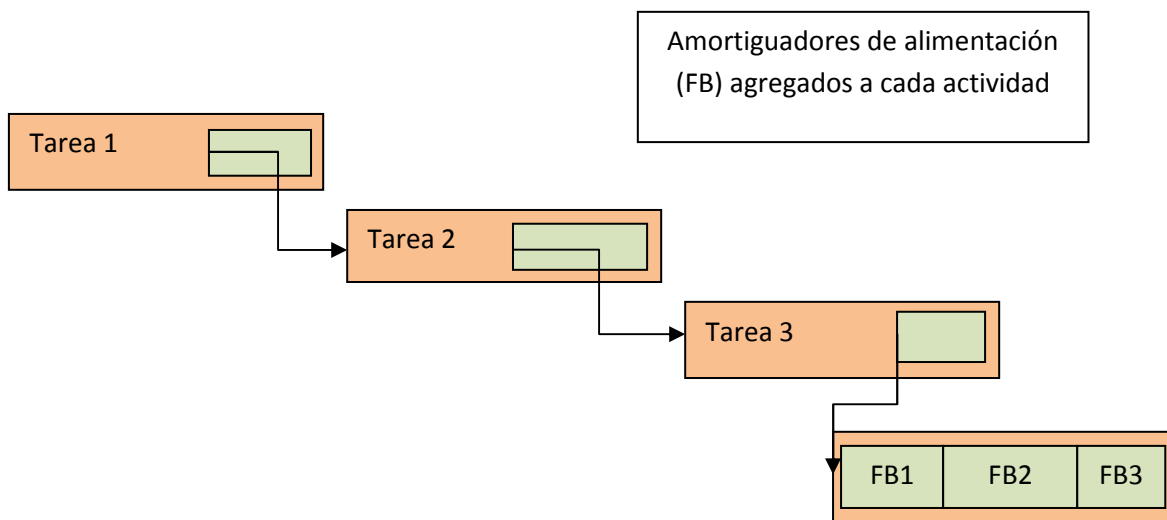 Amortiguadores de alimentación
(FB) agregados a cada actividad
Tarea 1
Tarea 2
Tarea 3
FB1 FB2 FB3